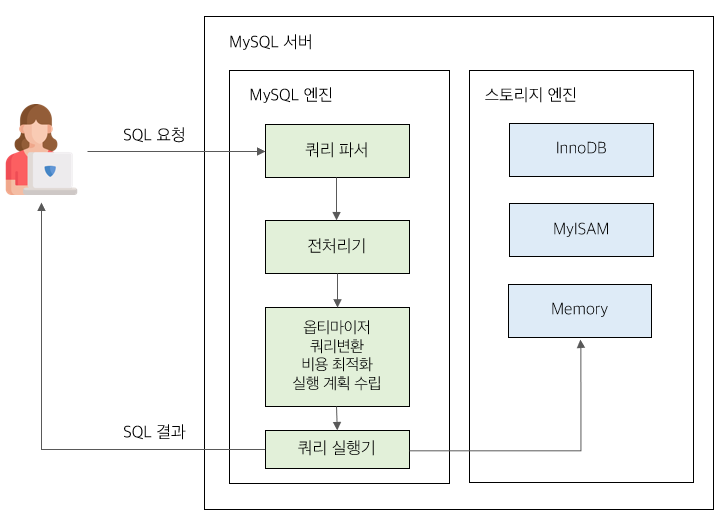 MySQL 서버
MySQL 엔진
스토리지 엔진
SQL 요청
쿼리 파서
InnoDB
전처리기
MyISAM
Memory
옵티마이저
쿼리변환
비용 최적화
실행 계획 수립
SQL 결과
쿼리 실행기